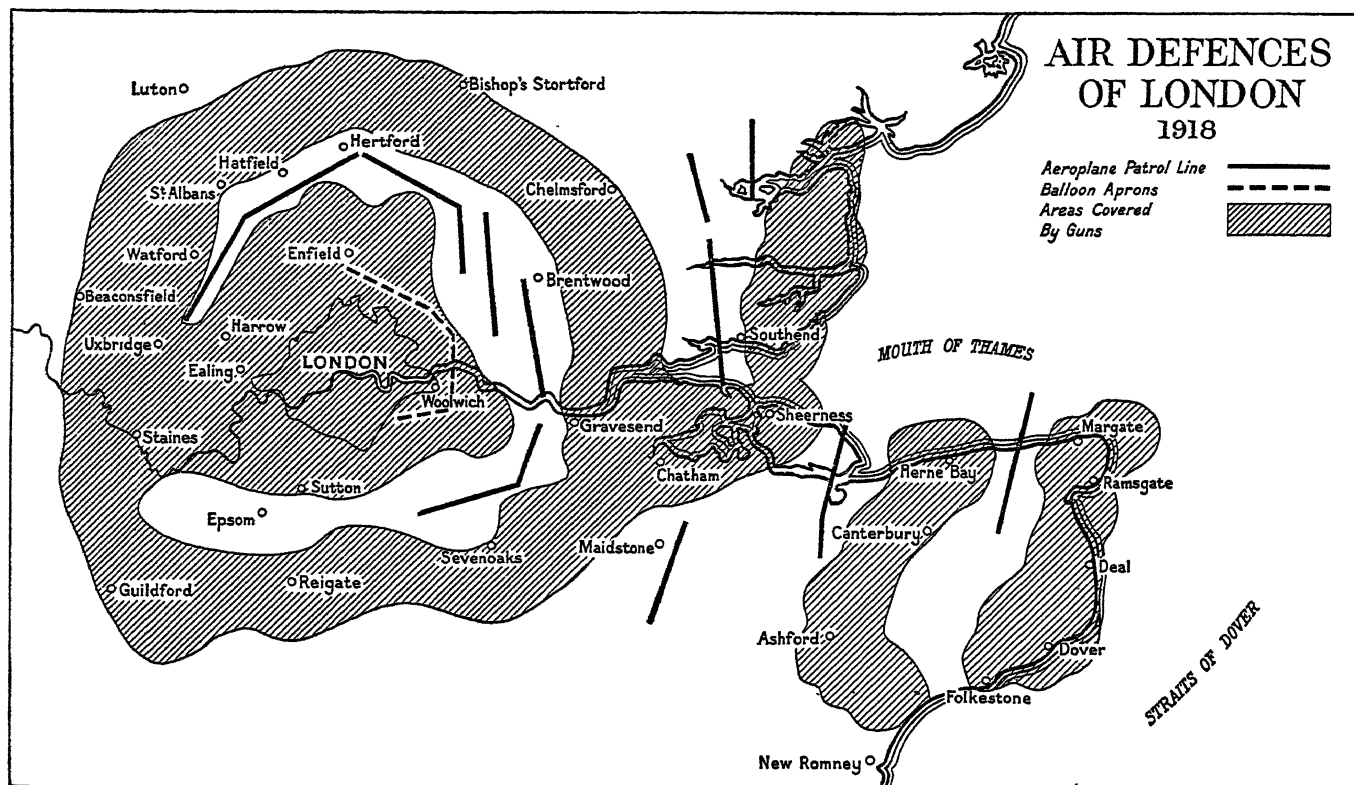 AIR DEFENCES
OF LONDON
1918
Aeroplane Patrol Line
Balloon Aprons
Areas Covered
By Guns
Luton
Bishop's Stortford
Hertford
Hatfield
St. Albans
Chelmsford
Watford
Enfield
Brentwood
Beaconsfield
Harrow
Uxbridge
Southend
MOUTH OF THAMES
LONDON
Ealing
Woolwich
Sheerness
Gravesend
Staines
Margate
Chatham
Herne Bay
Ramsgate
Sutton
Epsom
Canterbury
Sevenoaks
Maidstone
Deal
Guildford
Reigate
Ashford
Dover
STRAITS OF DOVER
Folkestone
New Romney